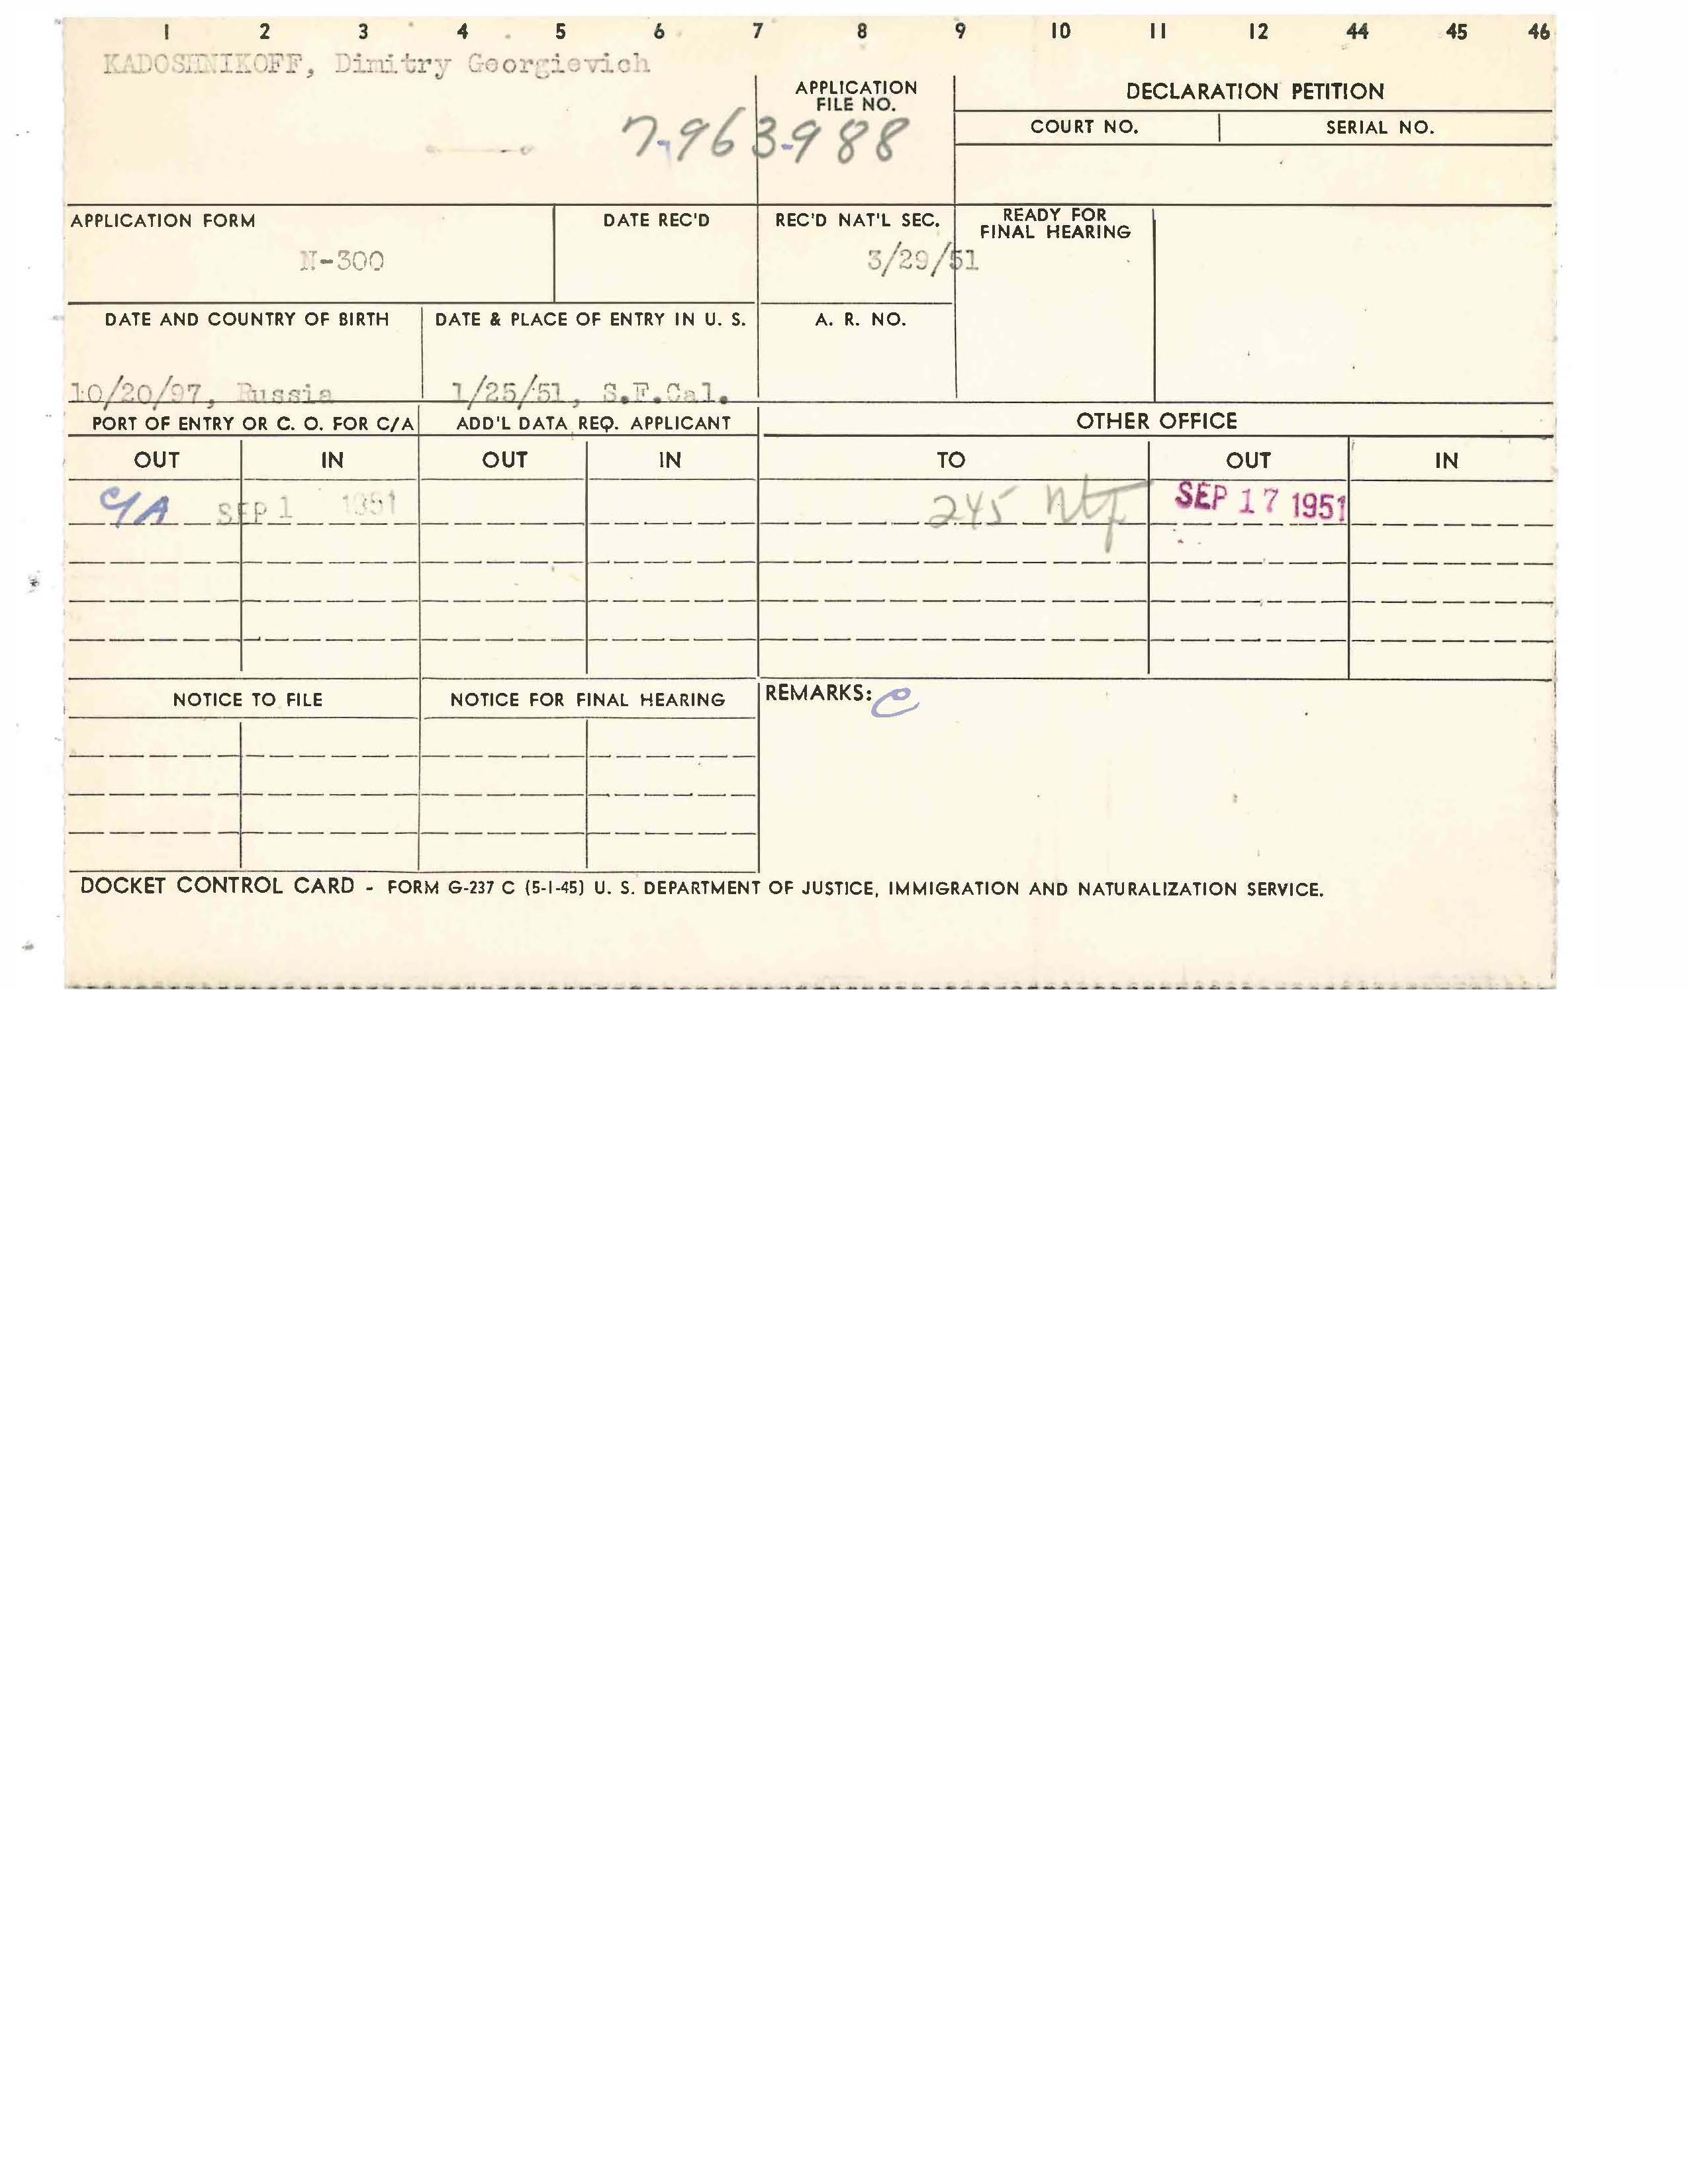 1 2 3 4 5 6 7 8 9 10 11 12 44 45 46
KADOSHNIKOFF, Dimitry Georgievich
APPLICATION
FILE NO.
7-963-988
DECLARATION PETITION
COURT NO. SERIAL NO.
APPLICATION FORM
N-300
DATE REC'D
REC'D NAT'L SEC.
3/29/51
READY FOR
FINAL HEARING
DATE AND COUNTRY OF BIRTH
10/20/97, Russia
DATE & PLACE OF ENTRY IN U. S.
1/25/51, S.F.Cal.
A. R. NO.
PORT OF ENTRY OR C. O. FOR C/A ADD'L DATA REQ. APPLICANT OTHER OFFICE
OUT IN OUT IN TO OUT IN
C/A SEP 1 1951 245 ntf SEP 17 1951
NOTICE TO FILE NOTICE FOR FINAL HEARING REMARKS: C
DOCKET CONTROL CARD - FORM G-237 C (5-1-45) U. S. DEPARTMENT OF JUSTICE, IMMIGRATION AND NATURALIZATION SERVICE.